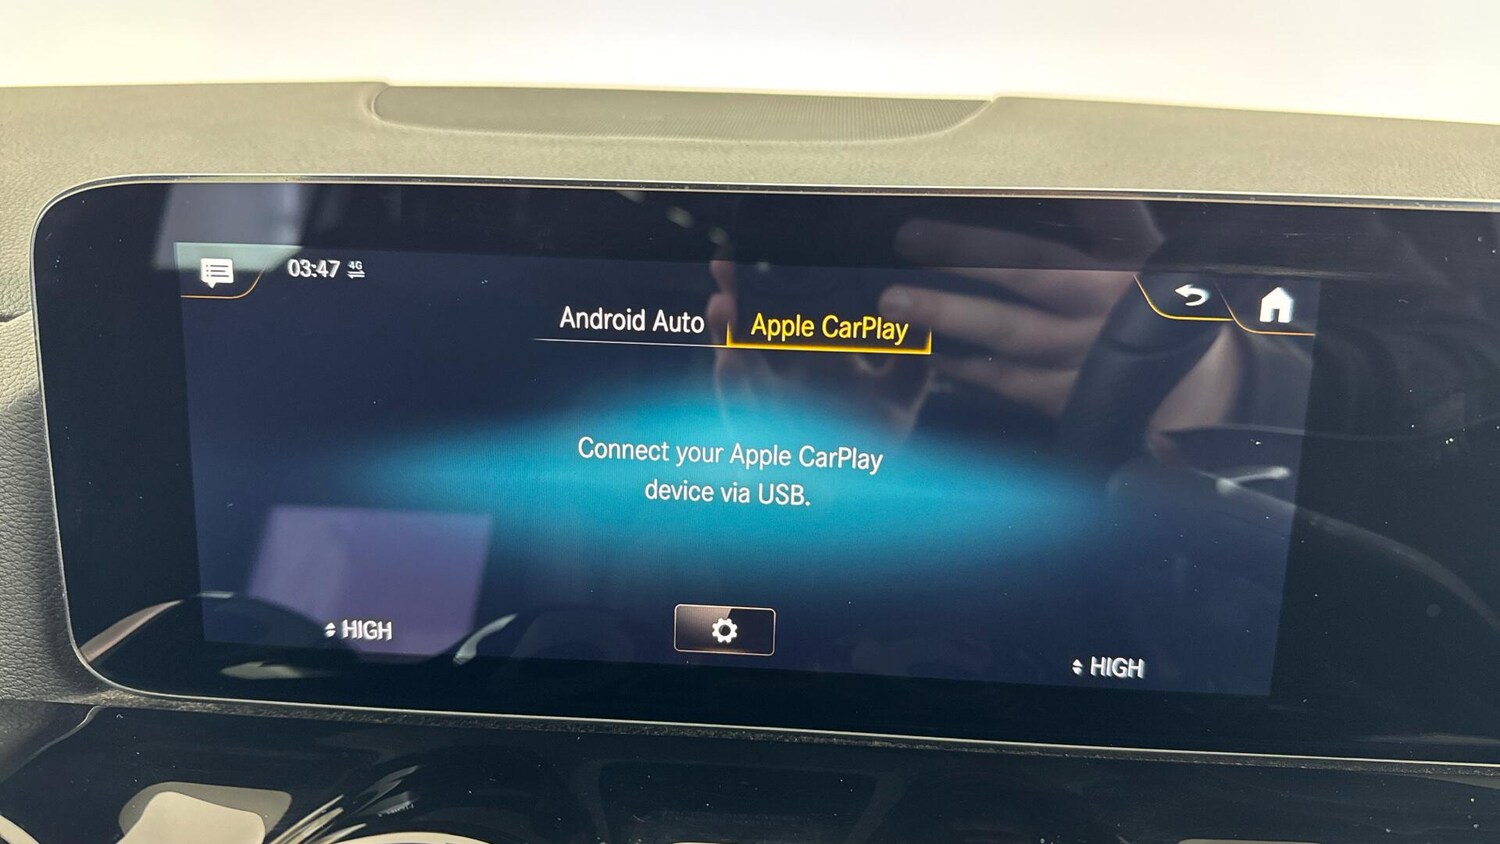 03:47 4G
Android Auto
Apple CarPlay
Connect your Apple CarPlay
device via USB.
HIGH
HIGH